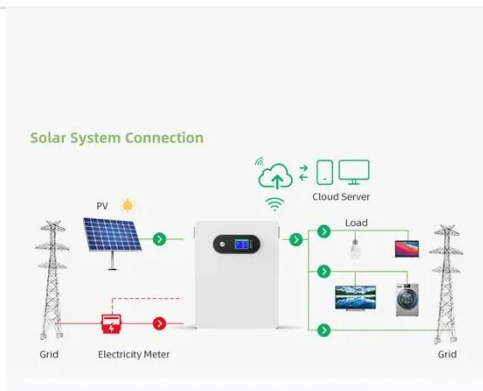 Solar System Connection
Cloud Server
PV
Load
Grid
Electricity Meter
Grid